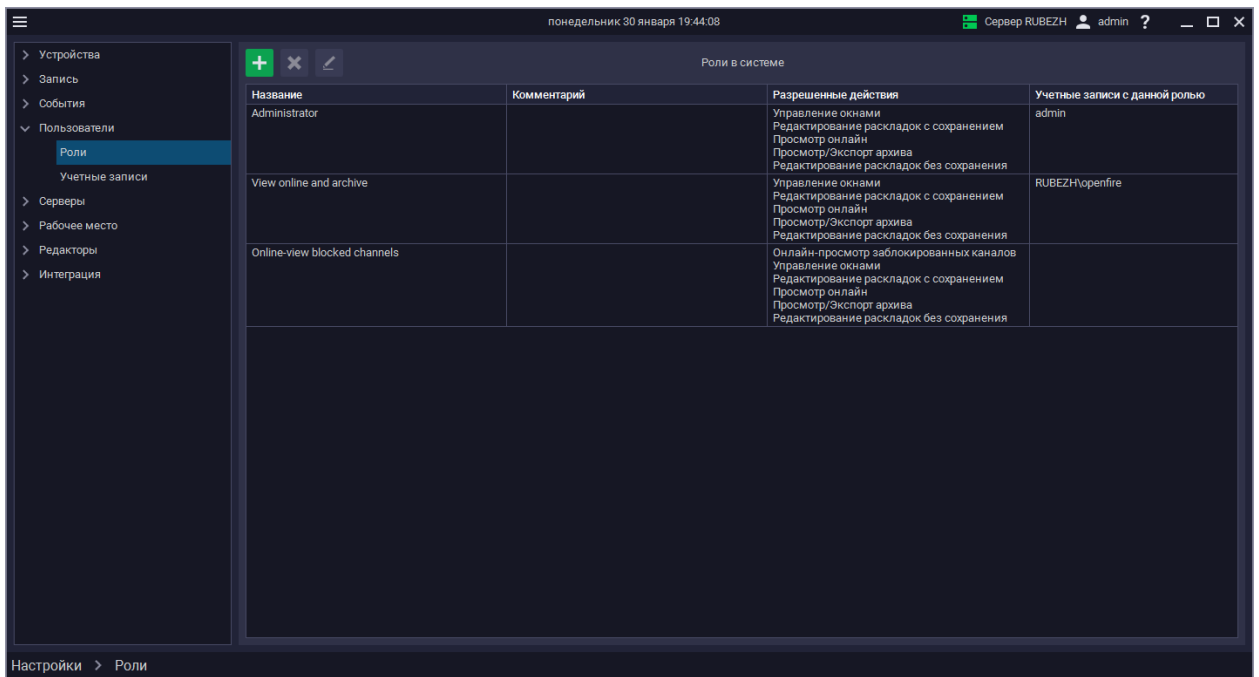 понедельник 30 января 19:44:08
Сервер RUBEZH admin ?
Устройства
Запись
События
Пользователи
Роли
Учетные записи
Серверы
Рабочее место
Редакторы
Интеграция
Роли в системе
Название Комментарий Разрешенные действия Учетные записи с данной ролью
Administrator Управление окнами admin
Редактирование раскладок с сохранением
Просмотр онлайн
Просмотр/Экспорт архива
Редактирование раскладок без сохранения
View online and archive Управление окнами RUBEZH\openfire
Редактирование раскладок с сохранением
Просмотр онлайн
Просмотр/Экспорт архива
Редактирование раскладок без сохранения
Online-view blocked channels Онлайн-просмотр заблокированных каналов
Управление окнами
Редактирование раскладок с сохранением
Просмотр онлайн
Просмотр/Экспорт архива
Редактирование раскладок без сохранения
Настройки > Роли